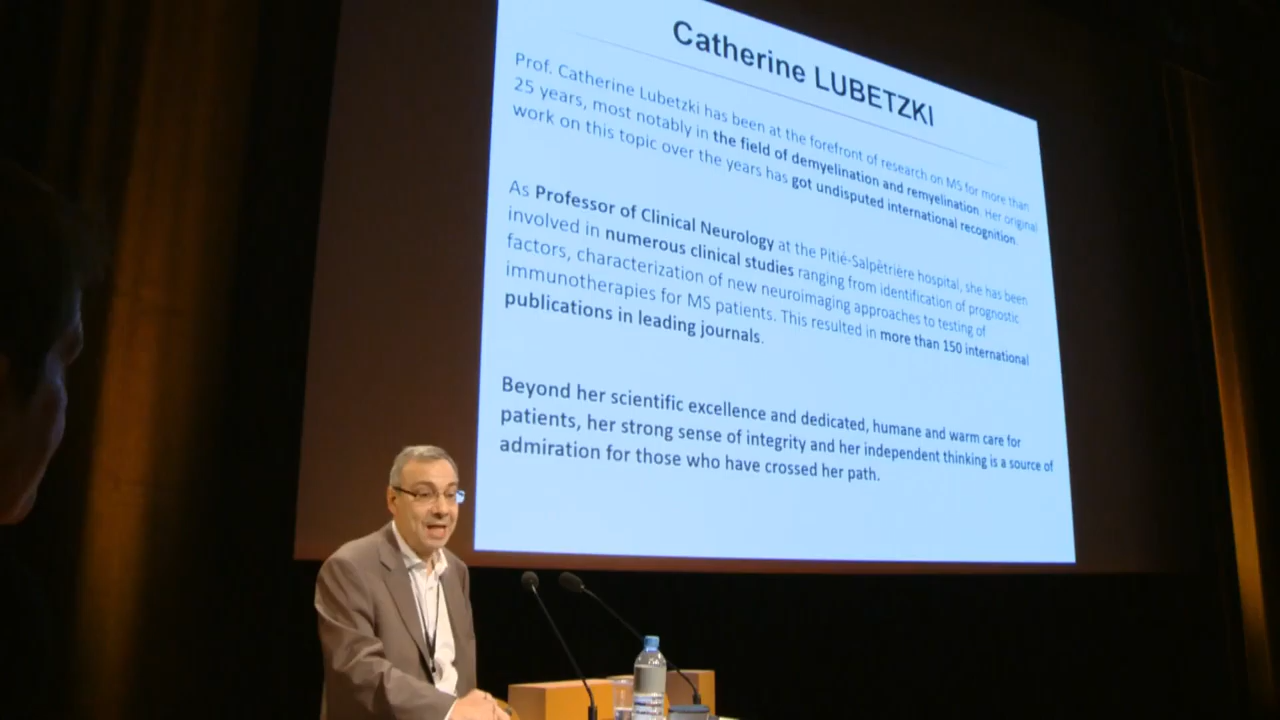 Catherine LUBETZKI
Prof. Catherine Lubetzki has been at the forefront of research on MS for more than
25 years, most notably in the field of demyelination and remyelination. Her original
work on this topic over the years has got undisputed international recognition.
As Professor of Clinical Neurology at the Pitié-Salpêtrière hospital, she has been
involved in numerous clinical studies ranging from identification of prognostic
factors, characterization of new neuroimaging approaches to testing of
immunotherapies for MS patients. This resulted in more than 150 international
publications in leading journals.
Beyond her scientific excellence and dedicated, humane and warm care for
patients, her strong sense of integrity and her independent thinking is a source of
admiration for those who have crossed her path.